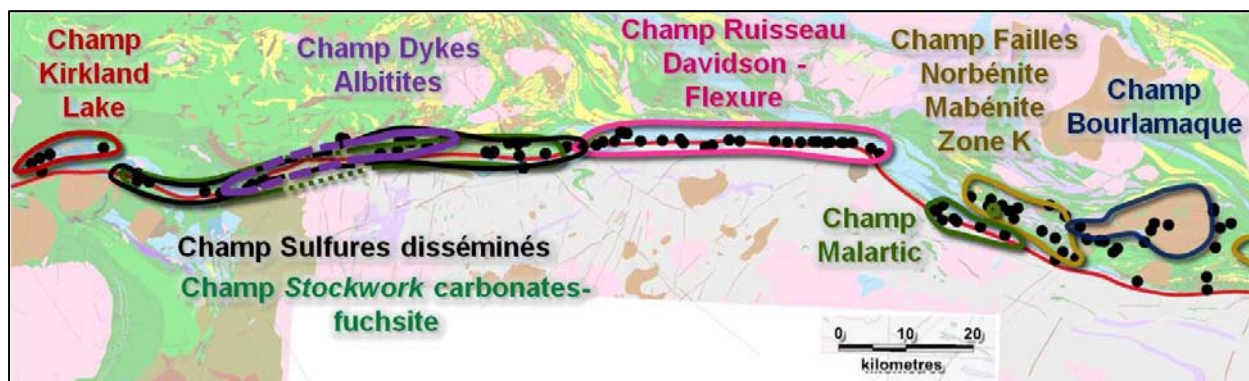 Champ
Kirkland
Lake
Champ Dykes
Albitites
Champ Ruisseau
Davidson -
Flexure
Champ Failles
Norbénite
Mabénite
Zone K
Champ
Bourlamaque
Champ Sulfures disséminés
Champ Stockwork carbonates-
fuchsite
Champ
Malartic
0 10 20
kilometres